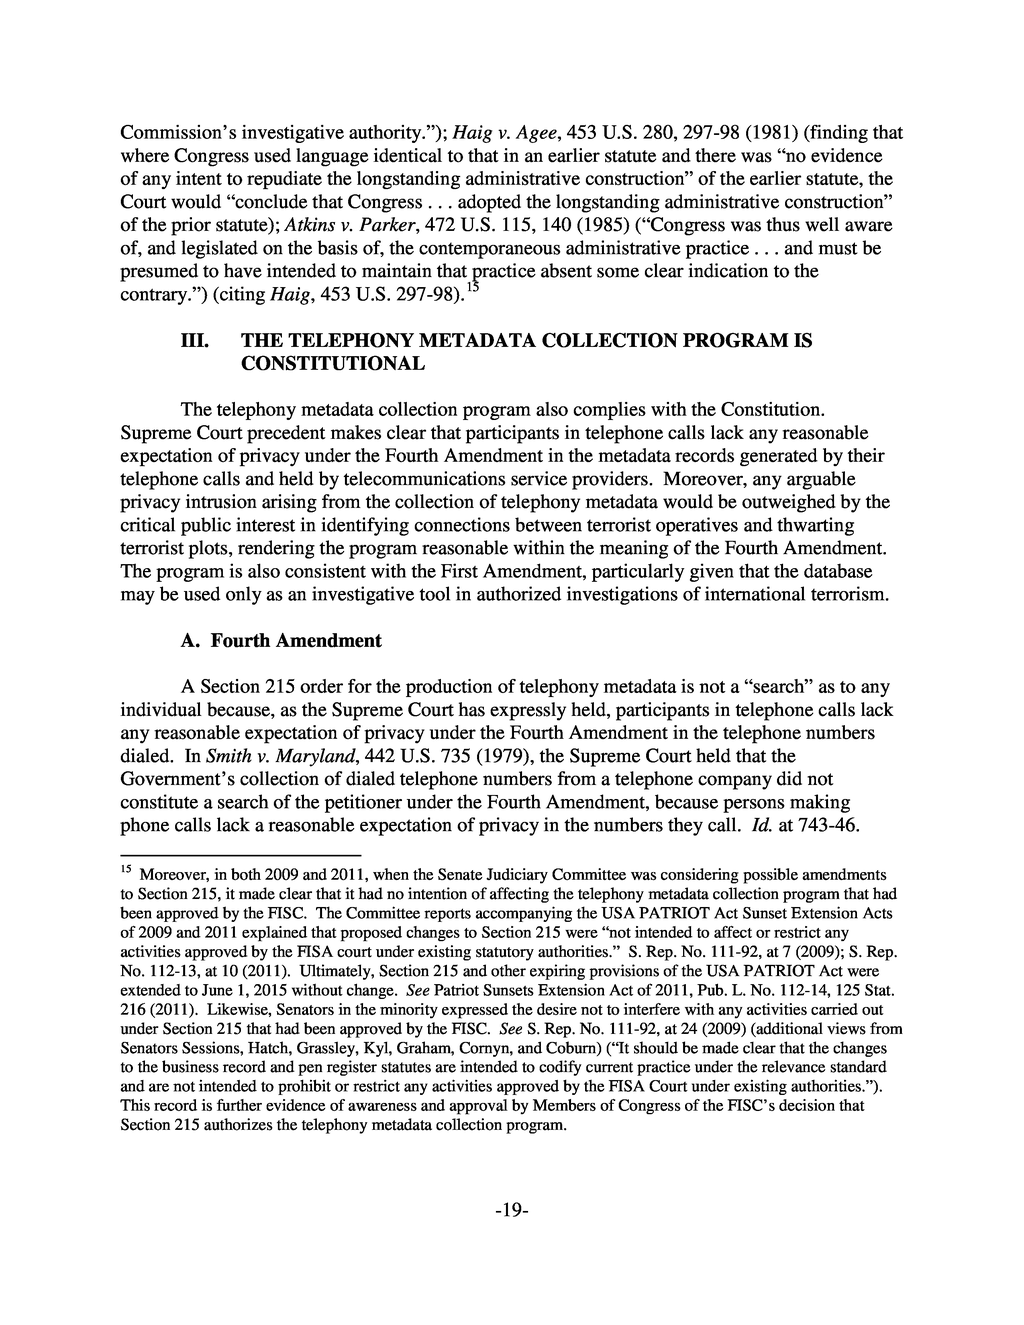 Commission's investigative authority."); Haig v. Agee, 453 U.S. 280, 297-98 (1981) (finding that
where Congress used language identical to that in an earlier statute and there was "no evidence
of any intent to repudiate the longstanding administrative construction" of the earlier statute, the
Court would "conclude that Congress . . . adopted the longstanding administrative construction"
of the prior statute); Atkins v. Parker, 472 U.S. 115, 140 (1985) ("Congress was thus well aware
of, and legislated on the basis of, the contemporaneous administrative practice . . . and must be
presumed to have intended to maintain that practice absent some clear indication to the
contrary.") (citing Haig, 453 U.S. 297-98).15
III. THE TELEPHONY METADATA COLLECTION PROGRAM IS
CONSTITUTIONAL
The telephony metadata collection program also complies with the Constitution.
Supreme Court precedent makes clear that participants in telephone calls lack any reasonable
expectation of privacy under the Fourth Amendment in the metadata records generated by their
telephone calls and held by telecommunications service providers. Moreover, any arguable
privacy intrusion arising from the collection of telephony metadata would be outweighed by the
critical public interest in identifying connections between terrorist operatives and thwarting
terrorist plots, rendering the program reasonable within the meaning of the Fourth Amendment.
The program is also consistent with the First Amendment, particularly given that the database
may be used only as an investigative tool in authorized investigations of international terrorism.
A. Fourth Amendment
A Section 215 order for the production of telephony metadata is not a "search" as to any
individual because, as the Supreme Court has expressly held, participants in telephone calls lack
any reasonable expectation of privacy under the Fourth Amendment in the telephone numbers
dialed. In Smith v. Maryland, 442 U.S. 735 (1979), the Supreme Court held that the
Government's collection of dialed telephone numbers from a telephone company did not
constitute a search of the petitioner under the Fourth Amendment, because persons making
phone calls lack a reasonable expectation of privacy in the numbers they call. Id. at 743-46.
15 Moreover, in both 2009 and 2011, when the Senate Judiciary Committee was considering possible amendments
to Section 215, it made clear that it had no intention of affecting the telephony metadata collection program that had
been approved by the FISC. The Committee reports accompanying the USA PATRIOT Act Sunset Extension Acts
of 2009 and 2011 explained that proposed changes to Section 215 were "not intended to affect or restrict any
activities approved by the FISA court under existing statutory authorities." S. Rep. No. 111-92, at 7 (2009); S. Rep.
No. 112-13, at 10 (2011). Ultimately, Section 215 and other expiring provisions of the USA PATRIOT Act were
extended to June 1, 2015 without change. See Patriot Sunsets Extension Act of 2011, Pub. L. No. 112-14, 125 Stat.
216 (2011). Likewise, Senators in the minority expressed the desire not to interfere with any activities carried out
under Section 215 that had been approved by the FISC. See S. Rep. No. 111-92, at 24 (2009) (additional views from
Senators Sessions, Hatch, Grassley, Kyl, Graham, Cornyn, and Coburn) ("It should be made clear that the changes
to the business record and pen register statutes are intended to codify current practice under the relevance standard
and are not intended to prohibit or restrict any activities approved by the FISA Court under existing authorities.").
This record is further evidence of awareness and approval by Members of Congress of the FISC's decision that
Section 215 authorizes the telephony metadata collection program.
-19-